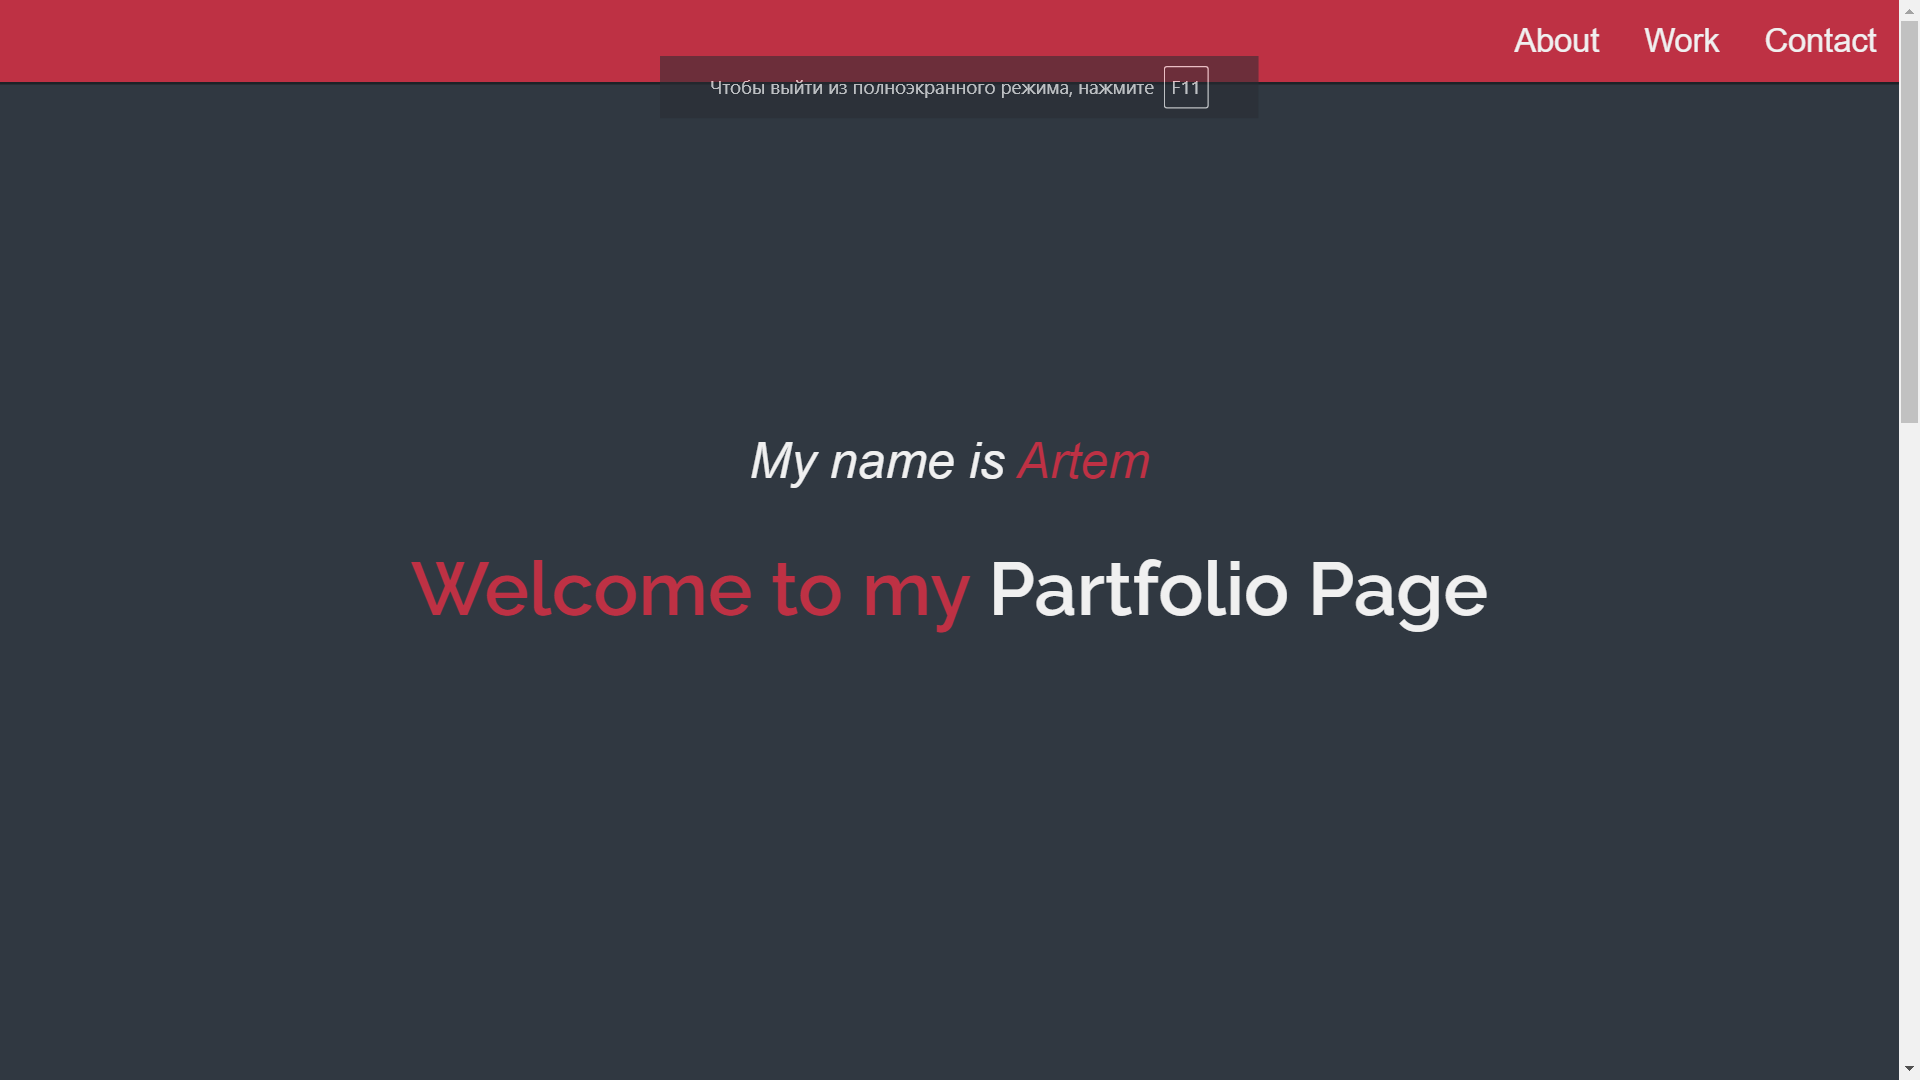 About Work Contact
Чтобы выйти из полноэкранного режима, нажмите F11
My name is Artem
Welcome to my Partfolio Page